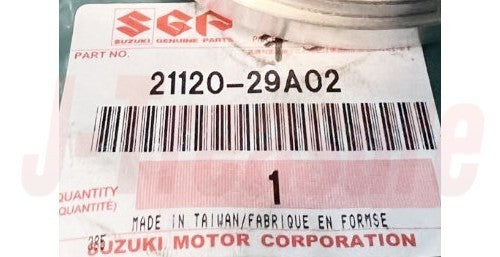 SGP
SUZUKI GENUINE PARTS
PART NO.
21120-29A02
1
QUANTITY
(QUANTITÉ)
MADE IN TAIWAN/FABRIQUE EN FORMSE
385
SUZUKI MOTOR CORPORATION